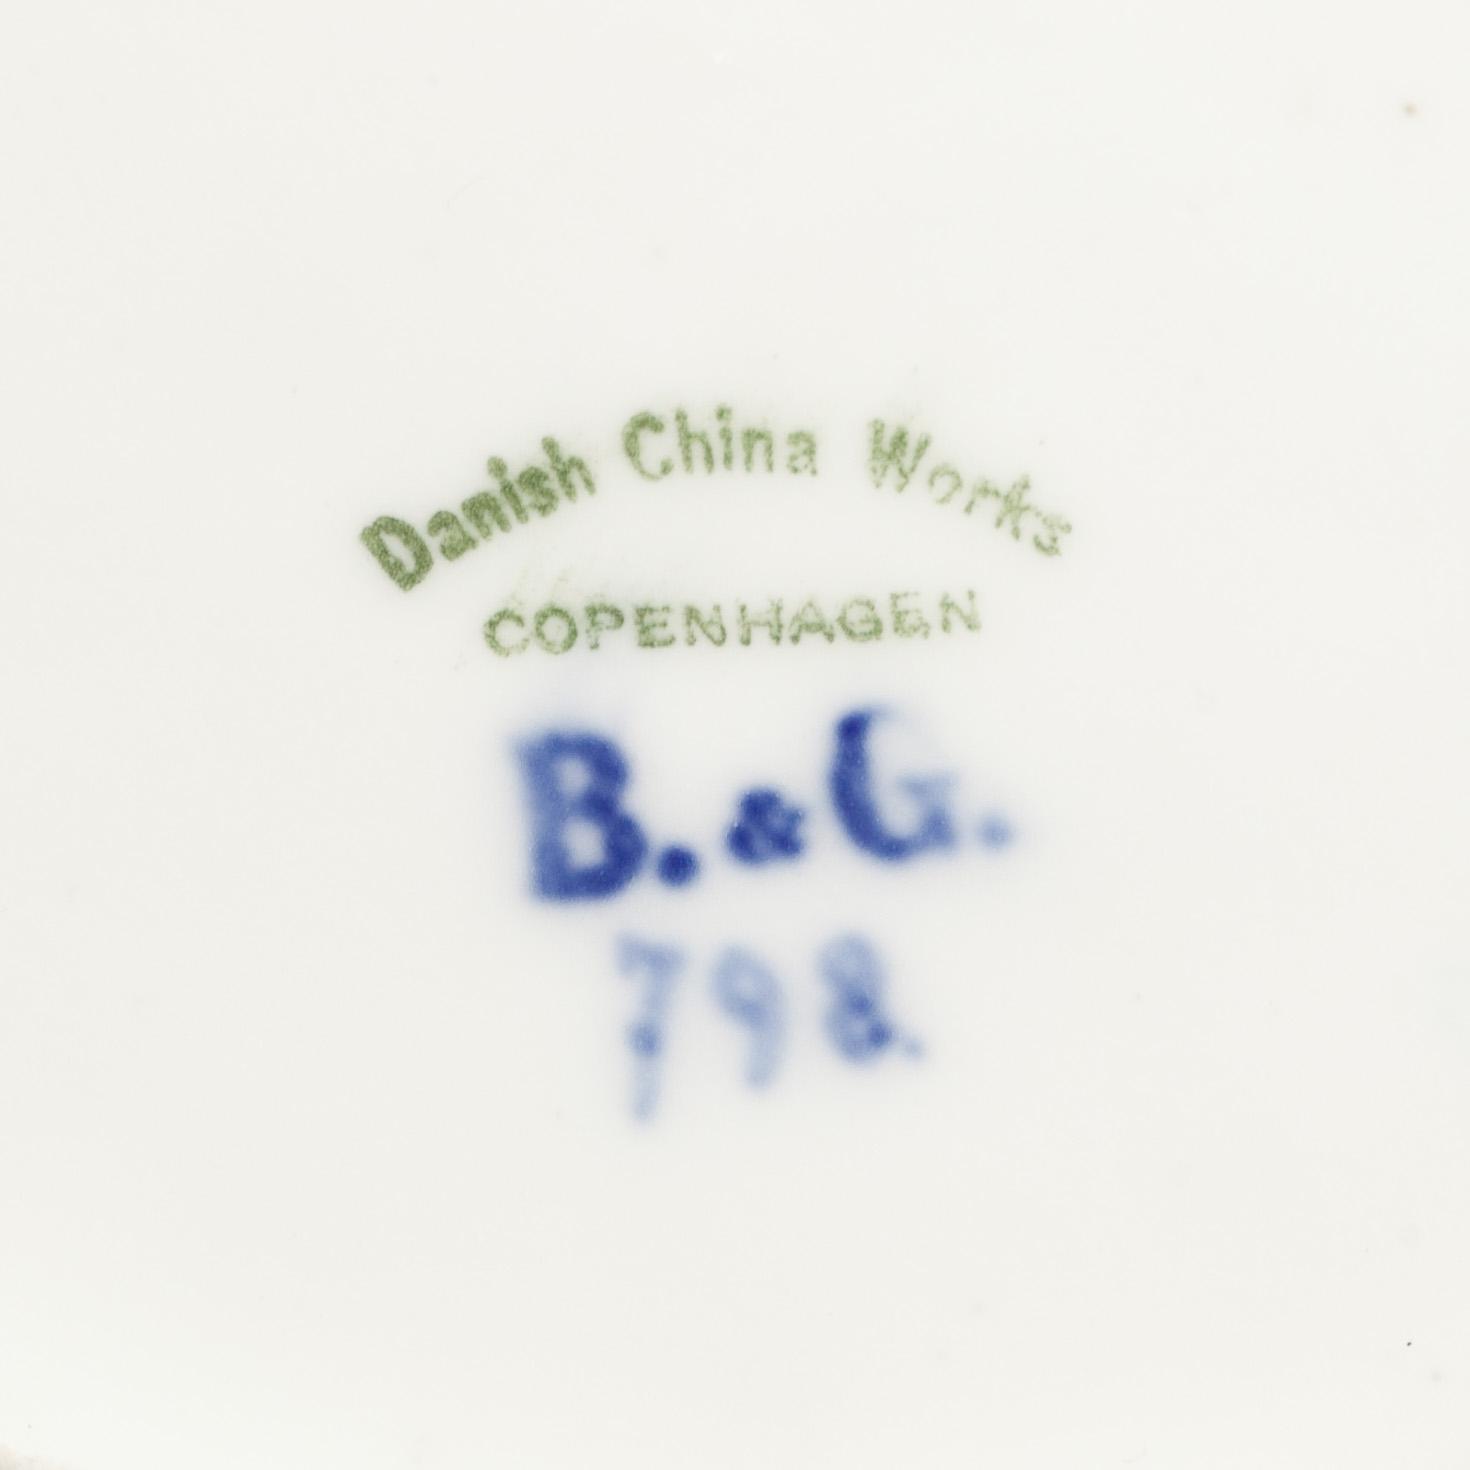 Danish China Works
COPENHAGEN
B.&G.
798.